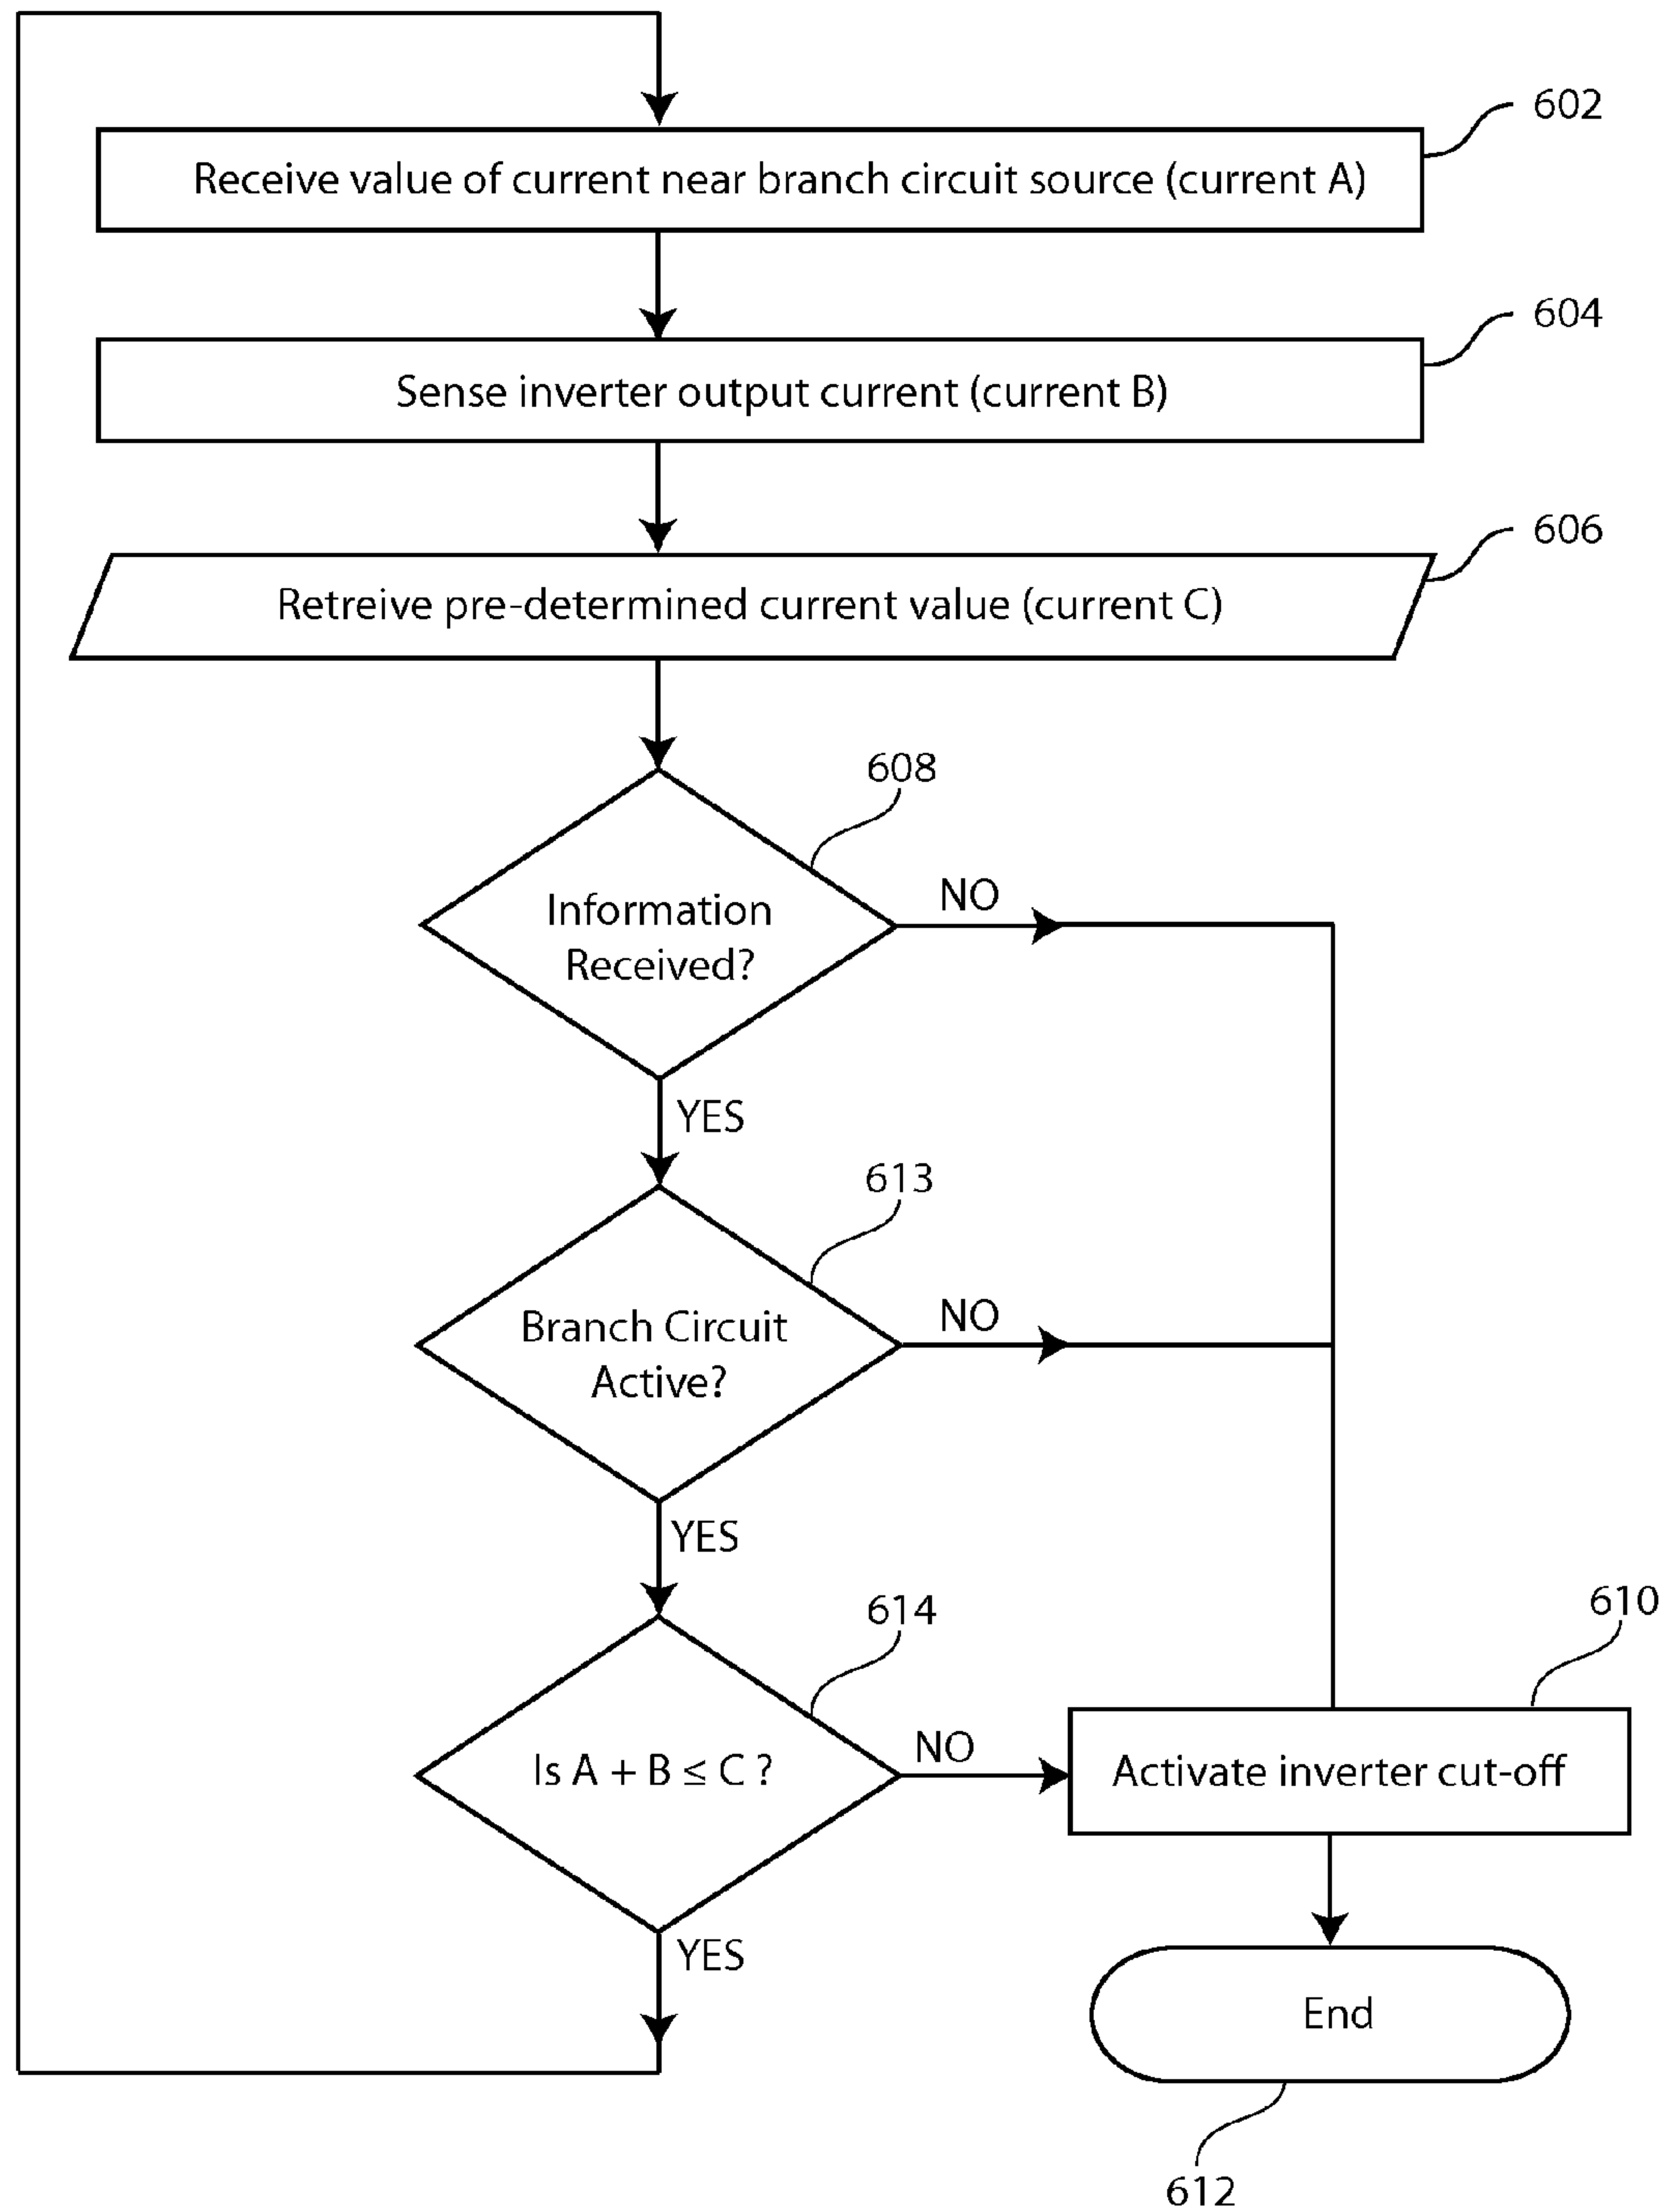 602
Receive value of current near branch circuit source (current A)
604
Sense inverter output current (current B)
606
Retreive pre-determined current value (current C)
608
Information
Received?
NO
YES
613
Branch Circuit
Active?
NO
YES
614
Is A + B ≤ C ?
NO
610
Activate inverter cut-off
YES
End
612